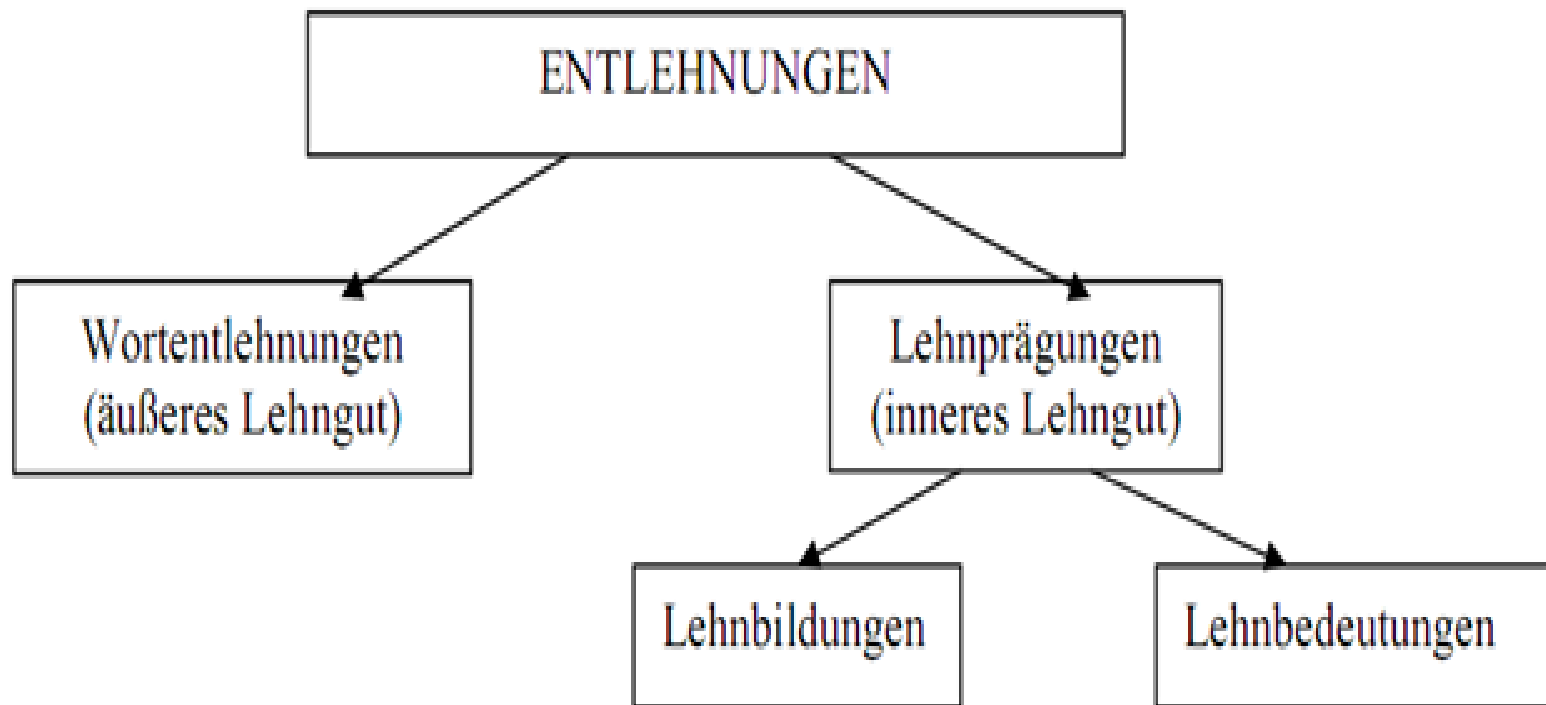 ENTLEHNUNGEN
Wortentlehnungen
(äußeres Lehngut)
Lehnprägungen
(inneres Lehngut)
Lehnbildungen
Lehnbedeutungen